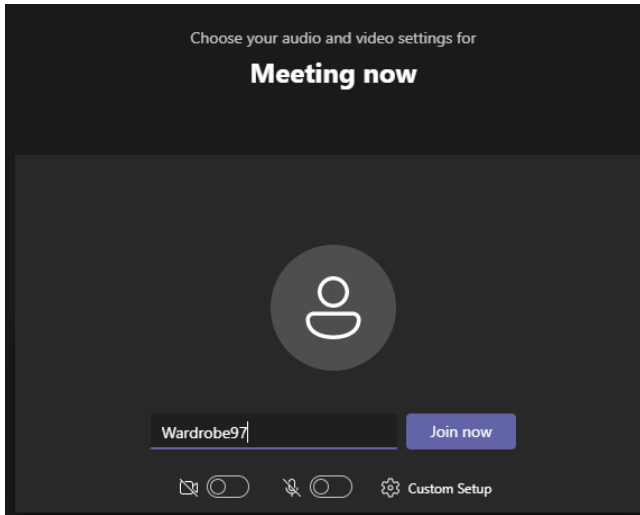 Choose your audio and video settings for
Meeting now
Wardrobe97
Join now
Custom Setup